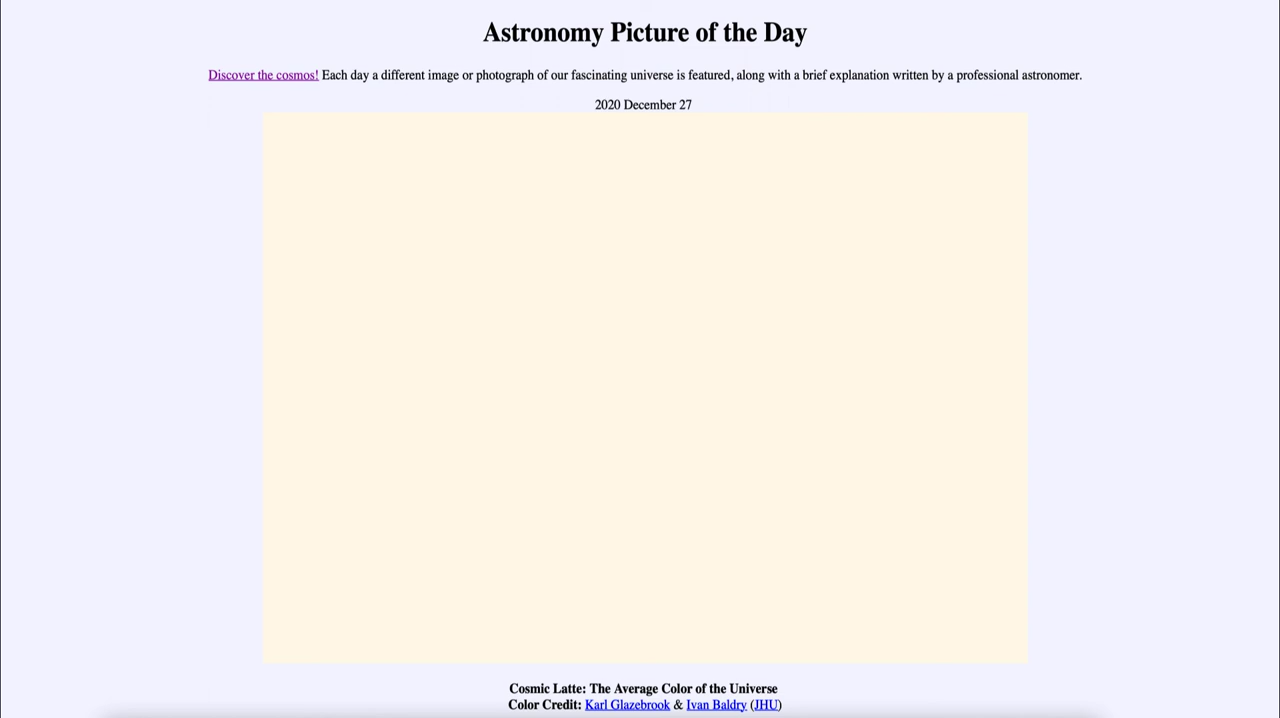 Astronomy Picture of the Day
Discover the cosmos! Each day a different image or photograph of our fascinating universe is featured, along with a brief explanation written by a professional astronomer.
2020 December 27
Cosmic Latte: The Average Color of the Universe
Color Credit: Karl Glazebrook & Ivan Baldry (JHU)